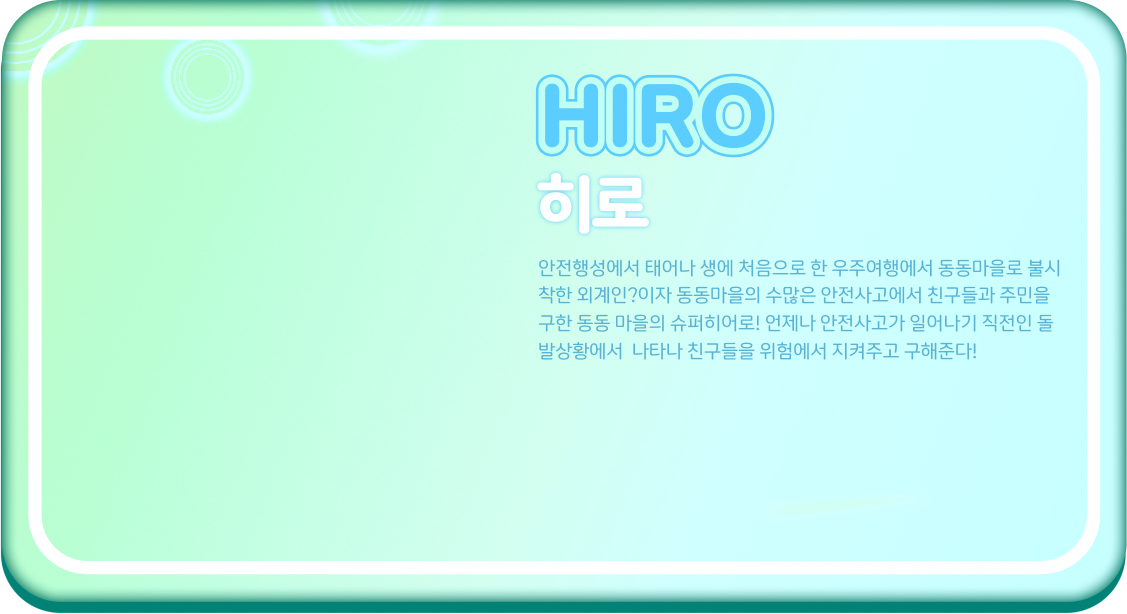 HIRO
히로
안전행성에서 태어나 생에 처음으로 한 우주여행에서 동동마을로 불시
착한 외계인?이자 동동마을의 수많은 안전사고에서 친구들과 주민을
구한 동동 마을의 슈퍼히어로! 언제나 안전사고가 일어나기 직전인 돌
발상황에서  나타나 친구들을 위험에서 지켜주고 구해준다!